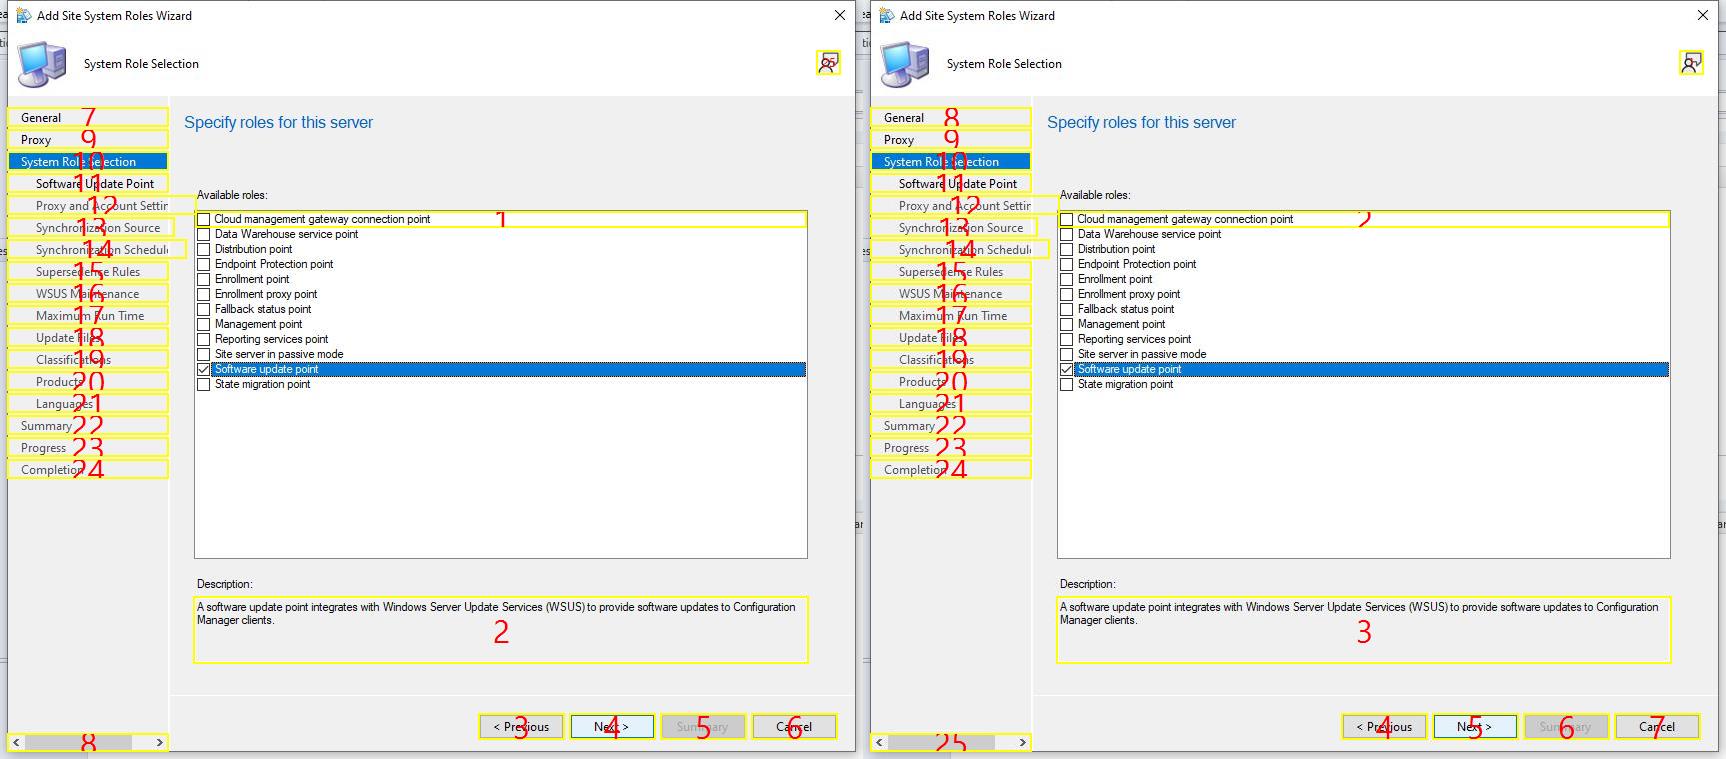 Add Site System Roles Wizard
System Role Selection
General 7
Proxy 9
System Role Selection 10
Software Update Point 11
Proxy and Account Settin 12
Synchronization Source 13
Synchronization Schedul 14
Supersedence Rules 15
WSUS Maintenance 16
Maximum Run Time 17
Update Files 18
Classifications 19
Products 20
Languages 21
Summary 22
Progress 23
Completion 24
8
Specify roles for this server
Available roles:
Cloud management gateway connection point 1
Data Warehouse service point
Distribution point
Endpoint Protection point
Enrollment point
Enrollment proxy point
Fallback status point
Management point
Reporting services point
Site server in passive mode
Software update point
State migration point
Description:
A software update point integrates with Windows Server Update Services (WSUS) to provide software updates to Configuration
Manager clients.
2
< Previous 3 Next > 4 Summary 5 Cancel 6
Add Site System Roles Wizard
System Role Selection
General 8
Proxy 9
System Role Selection 10
Software Update Point 11
Proxy and Account Settin 12
Synchronization Source 13
Synchronization Schedul 14
Supersedence Rules 15
WSUS Maintenance 16
Maximum Run Time 17
Update Files 18
Classifications 19
Products 20
Languages 21
Summary 22
Progress 23
Completion 24
25
Specify roles for this server
Available roles:
Cloud management gateway connection point 2
Data Warehouse service point
Distribution point
Endpoint Protection point
Enrollment point
Enrollment proxy point
Fallback status point
Management point
Reporting services point
Site server in passive mode
Software update point
State migration point
Description:
A software update point integrates with Windows Server Update Services (WSUS) to provide software updates to Configuration
Manager clients.
3
< Previous 4 Next > 5 Summary 6 Cancel 7